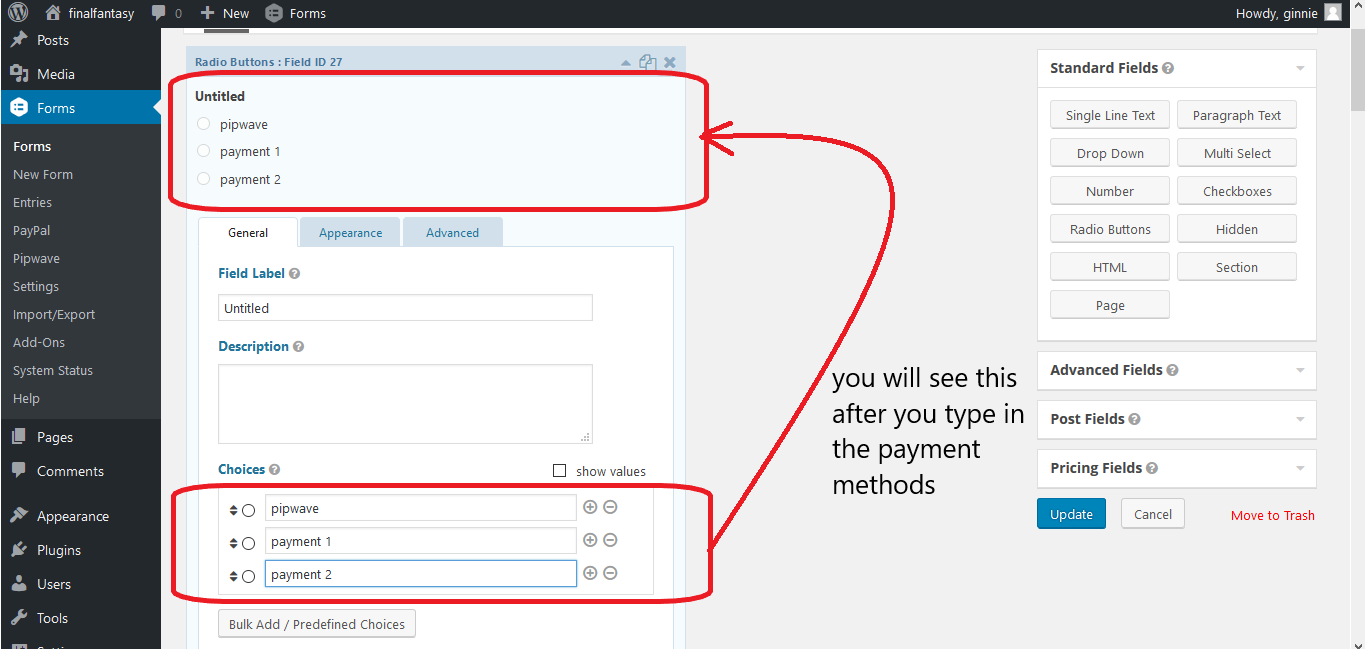 finalfantasy 0 New Forms Howdy, ginnie
Posts
Media
Forms
Forms
New Form
Entries
PayPal
Pipwave
Settings
Import/Export
Add-Ons
System Status
Help
Pages
Comments
Appearance
Plugins
Users
Tools
Radio Buttons : Field ID 27
Untitled
pipwave
payment 1
payment 2
General Appearance Advanced
Field Label ?
Untitled
Description ?
Choices ? show values
pipwave
payment 1
payment 2
Bulk Add / Predefined Choices
you will see this
after you type in
the payment
methods
Standard Fields ?
Single Line Text Paragraph Text
Drop Down Multi Select
Number Checkboxes
Radio Buttons Hidden
HTML Section
Page
Advanced Fields ?
Post Fields ?
Pricing Fields ?
Update Cancel Move to Trash